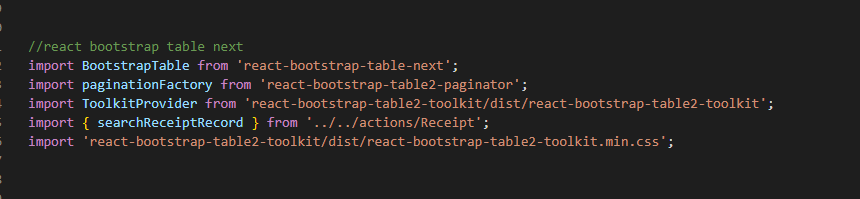 //react bootstrap table next
import BootstrapTable from 'react-bootstrap-table-next';
import paginationFactory from 'react-bootstrap-table2-paginator';
import ToolkitProvider from 'react-bootstrap-table2-toolkit/dist/react-bootstrap-table2-toolkit';
import { searchReceiptRecord } from '../../actions/Receipt';
import 'react-bootstrap-table2-toolkit/dist/react-bootstrap-table2-toolkit.min.css';